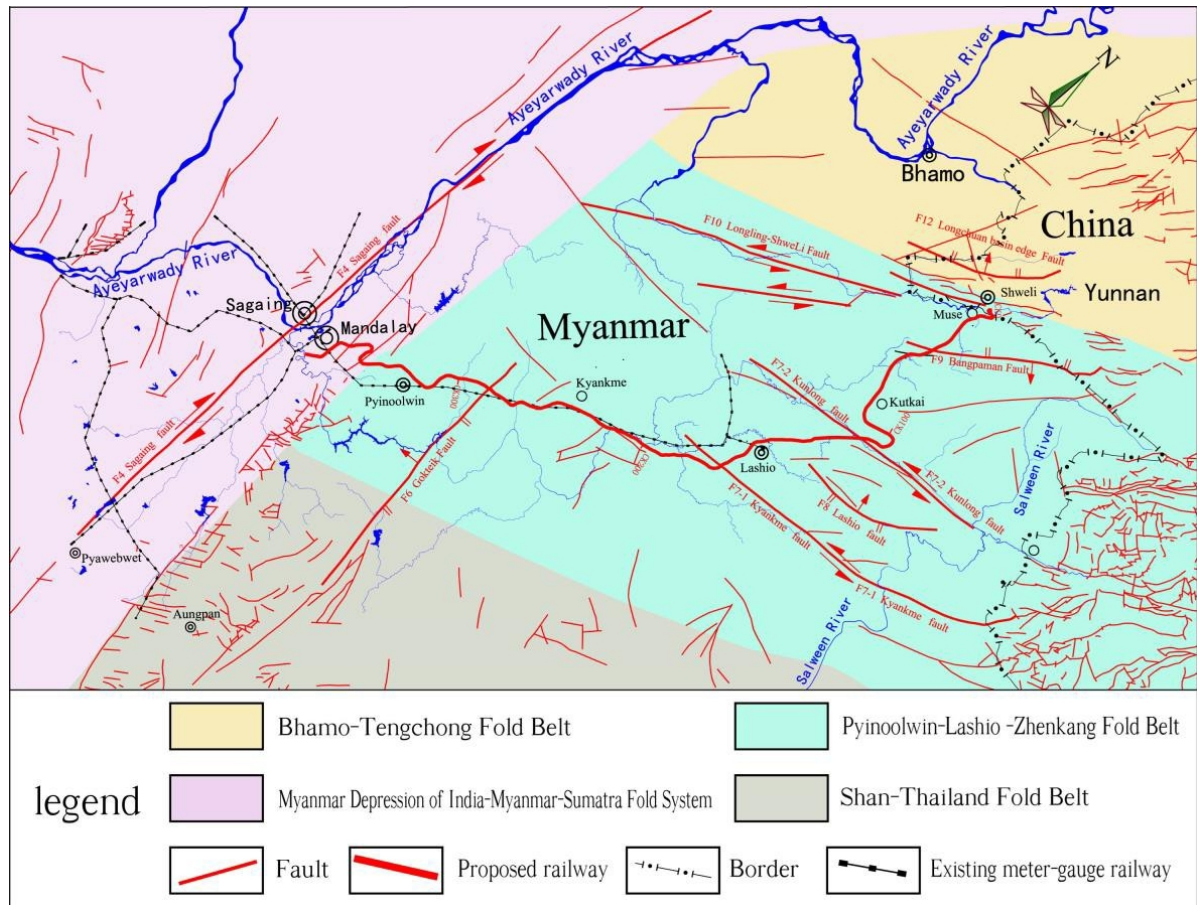 Ayeyarwady River
Ayeyarwady River
N
Bhamo
China
F4 Sagaing fault
F10 Longling-ShweLi Fault
F12 Longchuan basin edge Fault
Ayeyarwady River
Sagaing
Mandalay
Myanmar
Shweli
Muse
Yunnan
F9 Bangpaman Fault
Pyinoolwin
Kyankme
F7-2 Kunlong fault
Kutkai
F4 Sagaing fault
F6 Gokteik Fault
Lashio
F7-2 Kunlong fault
Salween River
F7-1 Kyankme fault
F8 Lashio fault
Pyawebwet
Aungpan
F7-1 Kyankme fault
Salween River
legend
Bhamo-Tengchong Fold Belt
Pyinoolwin-Lashio -Zhenkang Fold Belt
Myanmar Depression of India-Myanmar-Sumatra Fold System
Shan-Thailand Fold Belt
Fault
Proposed railway
Border
Existing meter-gauge railway